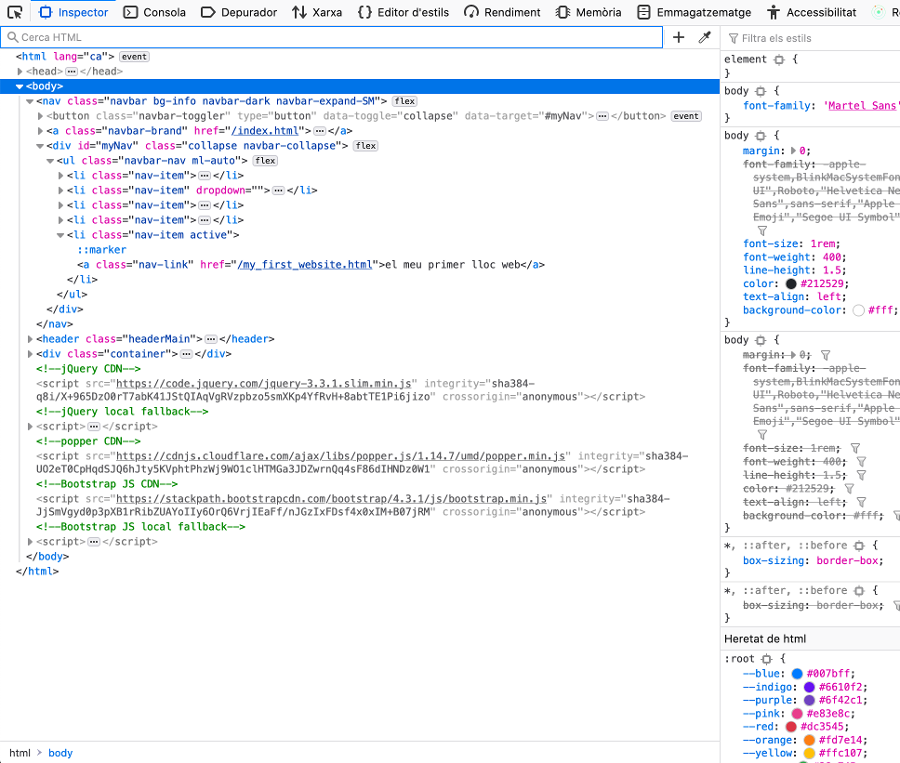 Inspector Consola Depurador Xarxa Editor d'estils Rendiment Memòria Emmagatzematge Accessibilitat
Cerca HTML
<html lang="ca"> event
<head> </head>
<body>
<nav class="navbar bg-info navbar-dark navbar-expand-SM"> flex
<button class="navbar-toggler" type="button" data-toggle="collapse" data-target="#myNav"> </button> event
<a class="navbar-brand" href="/index.html"> </a>
<div id="myNav" class="collapse navbar-collapse"> flex
<ul class="navbar-nav ml-auto"> flex
<li class="nav-item"> </li>
<li class="nav-item" dropdown=""> </li>
<li class="nav-item"> </li>
<li class="nav-item"> </li>
<li class="nav-item active">
::marker
<a class="nav-link" href="/my_first_website.html">el meu primer lloc web</a>
</li>
</ul>
</div>
</nav>
<header class="headerMain"> </header>
<div class="container"> </div>
<!--jQuery CDN-->
<script src="https://code.jquery.com/jquery-3.3.1.slim.min.js" integrity="sha384-
q8i/X+965DzO0rT7abK41JStQIAqVgRVzpbzo5smXKp4YfRvH+8abtTE1Pi6jizo" crossorigin="anonymous"></script>
<!--jQuery local fallback-->
<script> </script>
<!--popper CDN-->
<script src="https://cdnjs.cloudflare.com/ajax/libs/popper.js/1.14.7/umd/popper.min.js" integrity="sha384-
UO2eT0CpHqdSJQ6hJty5KVphtPhzWj9WO1clHTMGa3JDZwrnQq4sF86dIHNDz0W1" crossorigin="anonymous"></script>
<!--Bootstrap JS CDN-->
<script src="https://stackpath.bootstrapcdn.com/bootstrap/4.3.1/js/bootstrap.min.js" integrity="sha384-
JjSmVgyd0p3pXB1rRibZUAYoIIy6OrQ6VrjIEaFf/nJGzIxFDsf4x0xIM+B07jRM" crossorigin="anonymous"></script>
<!--Bootstrap JS local fallback-->
<script> </script>
</body>
</html>
html > body
Filtra els estils
element {
}
body {
font-family: 'Martel Sans'
}
body {
margin: 0;
font-family: -apple-
system,BlinkMacSystemFon
UI",Roboto,"Helvetica Ne
Sans",sans-serif,"Apple
Emoji","Segoe UI Symbol"
font-size: 1rem;
font-weight: 400;
line-height: 1.5;
color: #212529;
text-align: left;
background-color: #fff;
}
body {
margin: 0;
font-family: -apple-
system,BlinkMacSystemFon
UI",Roboto,"Helvetica Ne
Sans",sans-serif,"Apple
Emoji","Segoe UI Symbol"
font-size: 1rem;
font-weight: 400;
line-height: 1.5;
color: #212529;
text-align: left;
background-color: #fff;
}
*, ::after, ::before {
box-sizing: border-box;
}
*, ::after, ::before {
box-sizing: border-box;
}
Heretat de html
:root {
--blue: #007bff;
--indigo: #6610f2;
--purple: #6f42c1;
--pink: #e83e8c;
--red: #dc3545;
--orange: #fd7e14;
--yellow: #ffc107;